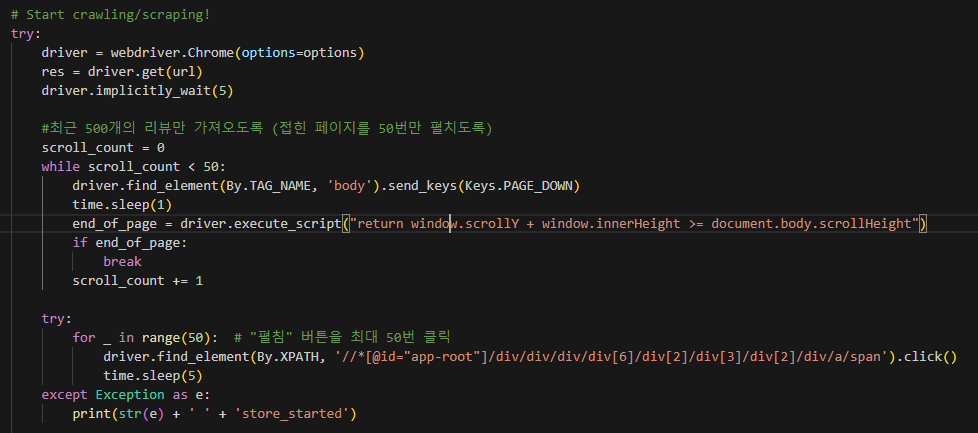 # Start crawling/scraping!
try:
    driver = webdriver.Chrome(options=options)
    res = driver.get(url)
    driver.implicitly_wait(5)

    #최근 500개의 리뷰만 가져오도록 (접힌 페이지를 50번만 펼치도록)
    scroll_count = 0
    while scroll_count < 50:
        driver.find_element(By.TAG_NAME, 'body').send_keys(Keys.PAGE_DOWN)
        time.sleep(1)
        end_of_page = driver.execute_script("return window.scrollY + window.innerHeight >= document.body.scrollHeight")
        if end_of_page:
            break
        scroll_count += 1

    try:
        for _ in range(50):  # "펼침" 버튼을 최대 50번 클릭
            driver.find_element(By.XPATH, '//*[@id="app-root"]/div/div/div/div[6]/div[2]/div[3]/div[2]/div/a/span').click()
            time.sleep(5)
    except Exception as e:
        print(str(e) + ' ' + 'store_started')